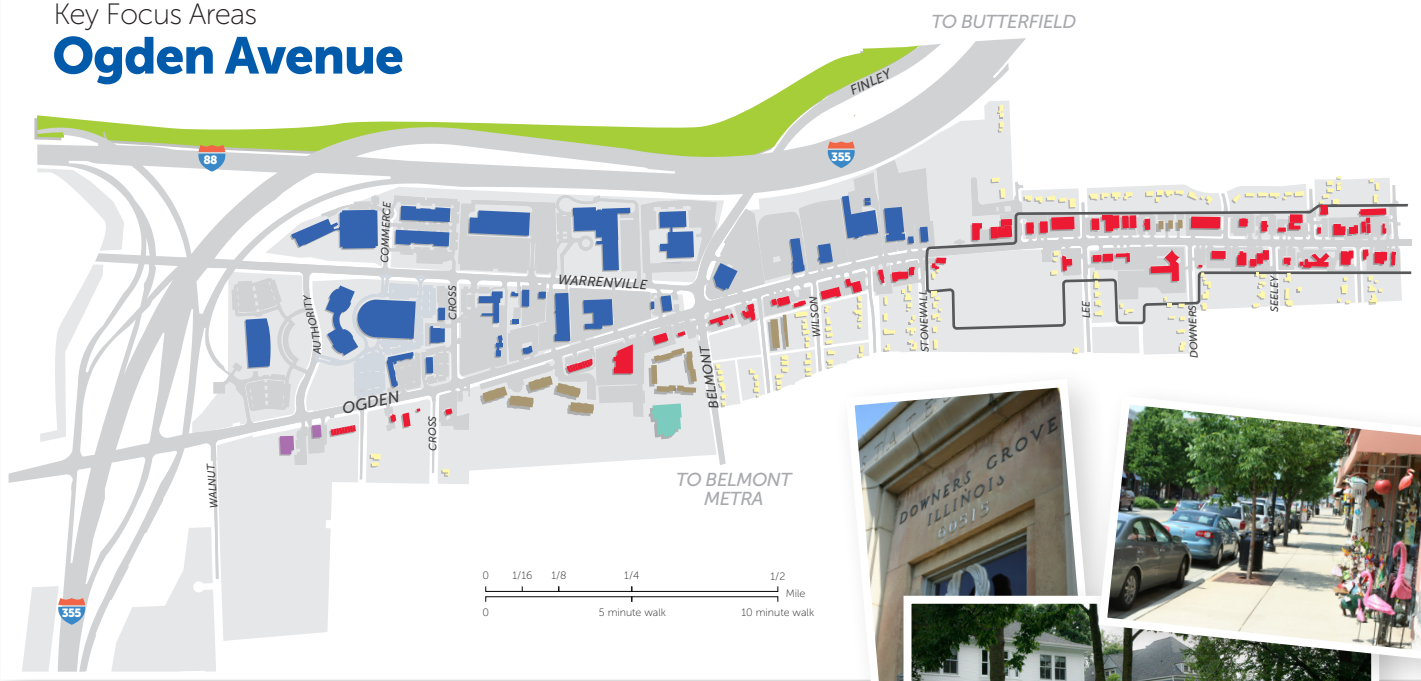 Key Focus Areas
Ogden Avenue
TO BUTTERFIELD
FINLEY
88
355
COMMERCE
WARRENVILLE
CROSS
AUTHORITY
WILSON
STONEWALL
LEE
DOWNERS
SEELEY
BELMONT
OGDEN
CROSS
WALNUT
TO BELMONT
METRA
355
0 1/16 1/8 1/4 1/2
Mile
0 5 minute walk 10 minute walk
DOWNERS GROVE
ILLINOIS
60515